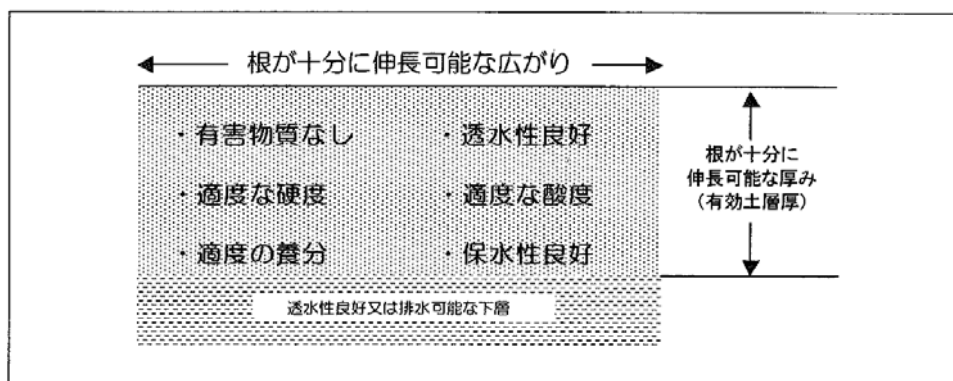 根が十分に伸長可能な広がり
・有害物質なし
・透水性良好
・適度な硬度
・適度な酸度
・適度の養分
・保水性良好
根が十分に
伸長可能な厚み
(有効土層厚)
透水性良好又は排水可能な下層